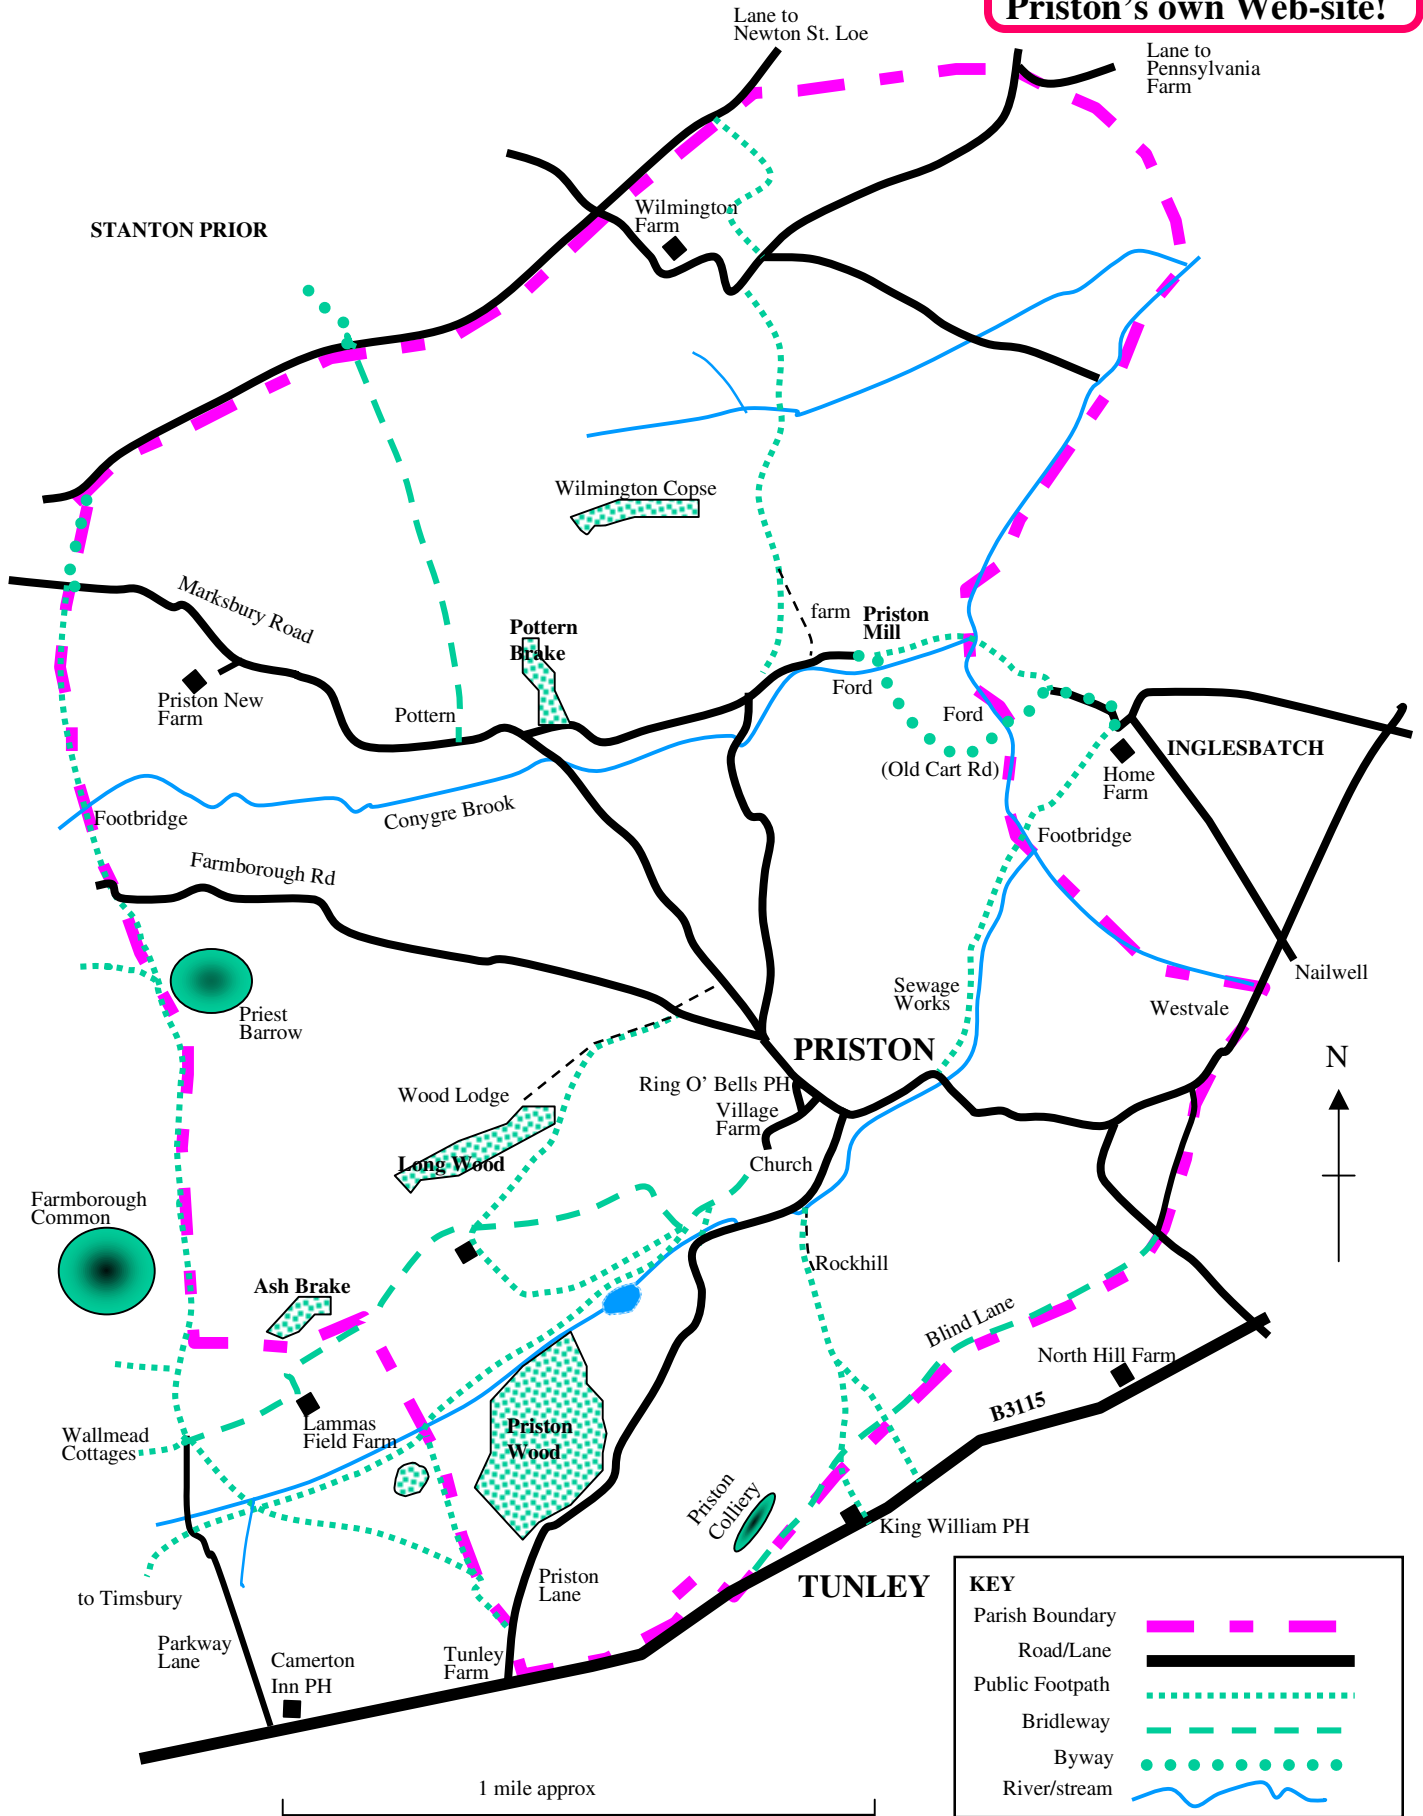 Priston's own Web-site!
Lane to
Newton St. Loe
Lane to
Pennsylvania
Farm
Wilmington
Farm
STANTON PRIOR
Wilmington Copse
Marksbury Road
farm
Priston
Mill
Pottern
Brake
Priston New
Farm
Pottern
Ford
Ford
(Old Cart Rd)
INGLESBATCH
Home
Farm
Conygre Brook
Footbridge
Footbridge
Farmborough Rd
Nailwell
Sewage
Works
Westvale
Priest
Barrow
PRISTON
N
Ring O' Bells PH
Wood Lodge
Village
Farm
Church
Long Wood
Farmborough
Common
Rockhill
Ash Brake
Blind Lane
North Hill Farm
B3115
Wallmead
Cottages
Lammas
Field Farm
Priston
Wood
Priston
Colliery
King William PH
TUNLEY
Priston
Lane
to Timsbury
Parkway
Lane
Camerton
Inn PH
Tunley
Farm
KEY
Parish Boundary
Road/Lane
Public Footpath
Bridleway
Byway
River/stream
1 mile approx